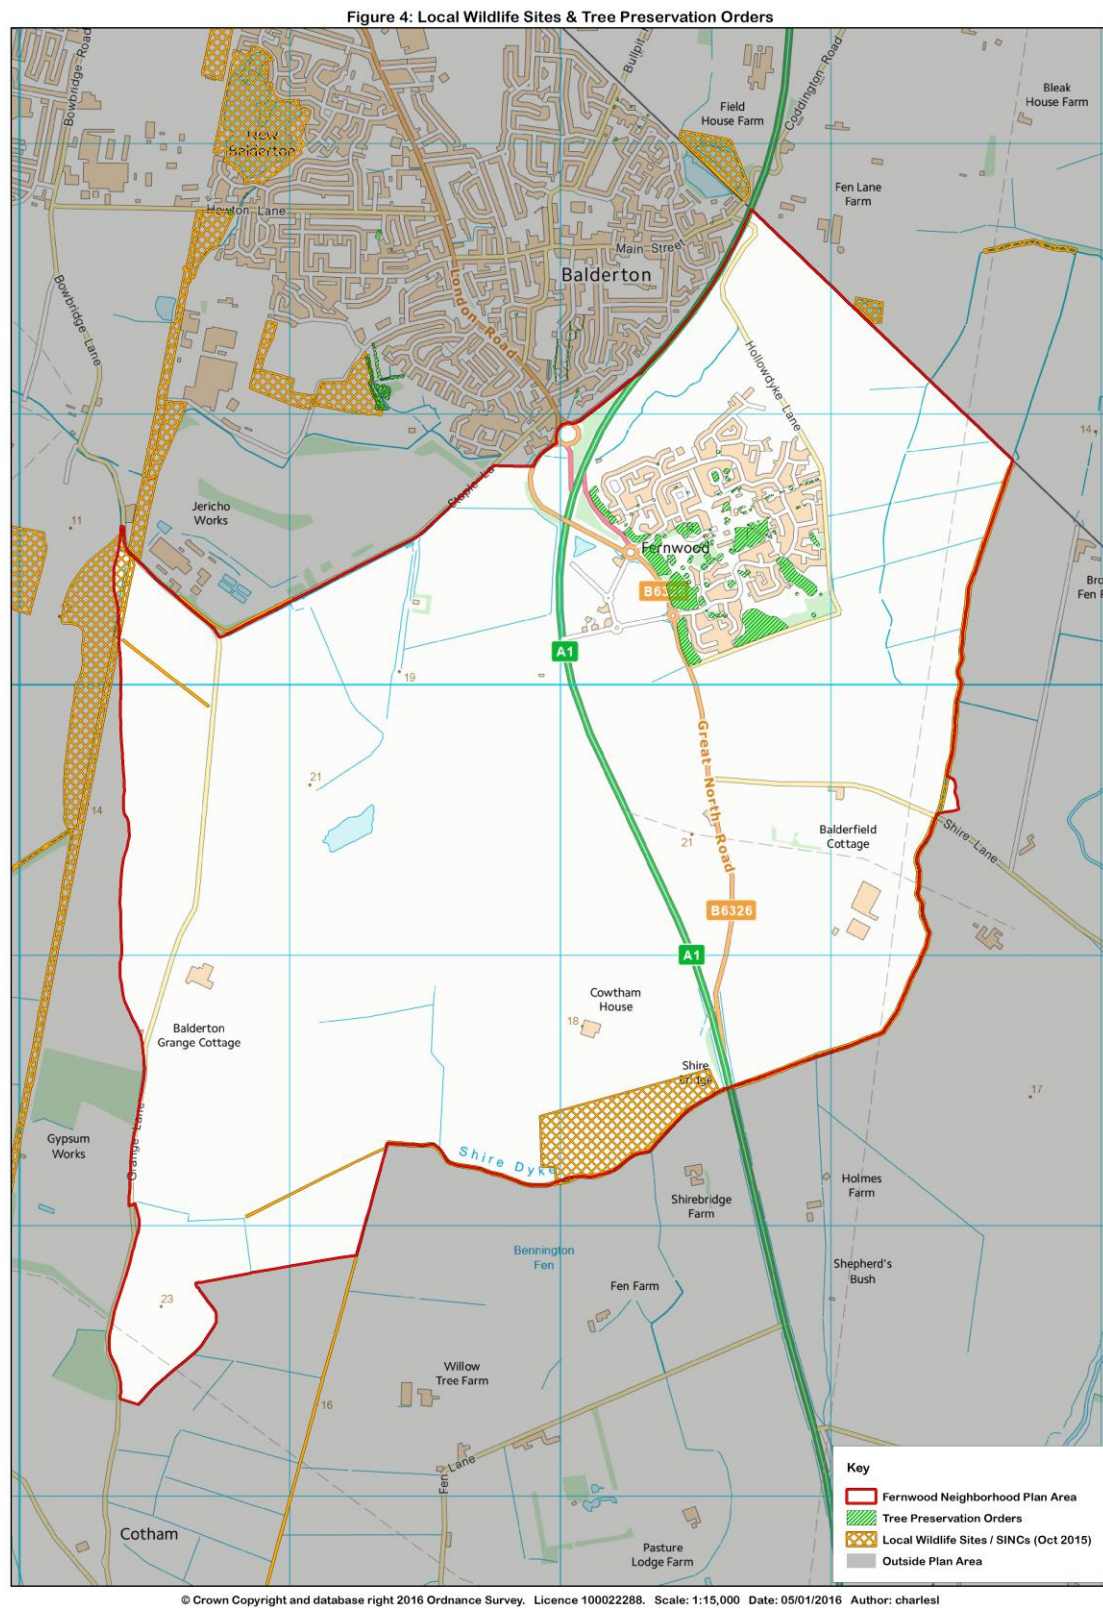 Figure 4: Local Wildlife Sites & Tree Preservation Orders
Bowbridge Road
Bullpit
Coddington Road
Bleak
House Farm
Field
House Farm
New
Balderton
Fen Lane
Farm
Hawton Lane
Main Street
Balderton
Bowbridge Lane
London Road
Hollowdyke Lane
14
Staple La
Jericho
Works
11
19
Fernwood
B63
Bro
Fen F
A1
19
21
Great North Road
14
21
Balderfield
Cottage
Shire Lane
B6326
A1
Cowtham
House
18
Balderton
Grange Cottage
Shire
Bridge
17
Grange Lane
Gypsum
Works
Shire Dyke
Holmes
Farm
Shirebridge
Farm
Bennington
Fen
Shepherd's
Bush
Fen Farm
23
Willow
Tree Farm
16
Fen Lane
Cotham
Pasture
Lodge Farm
Key
Fernwood Neighborhood Plan Area
Tree Preservation Orders
Local Wildlife Sites / SINCs (Oct 2015)
Outside Plan Area
© Crown Copyright and database right 2016 Ordnance Survey. Licence 100022288. Scale: 1:15,000 Date: 05/01/2016 Author: charlesl